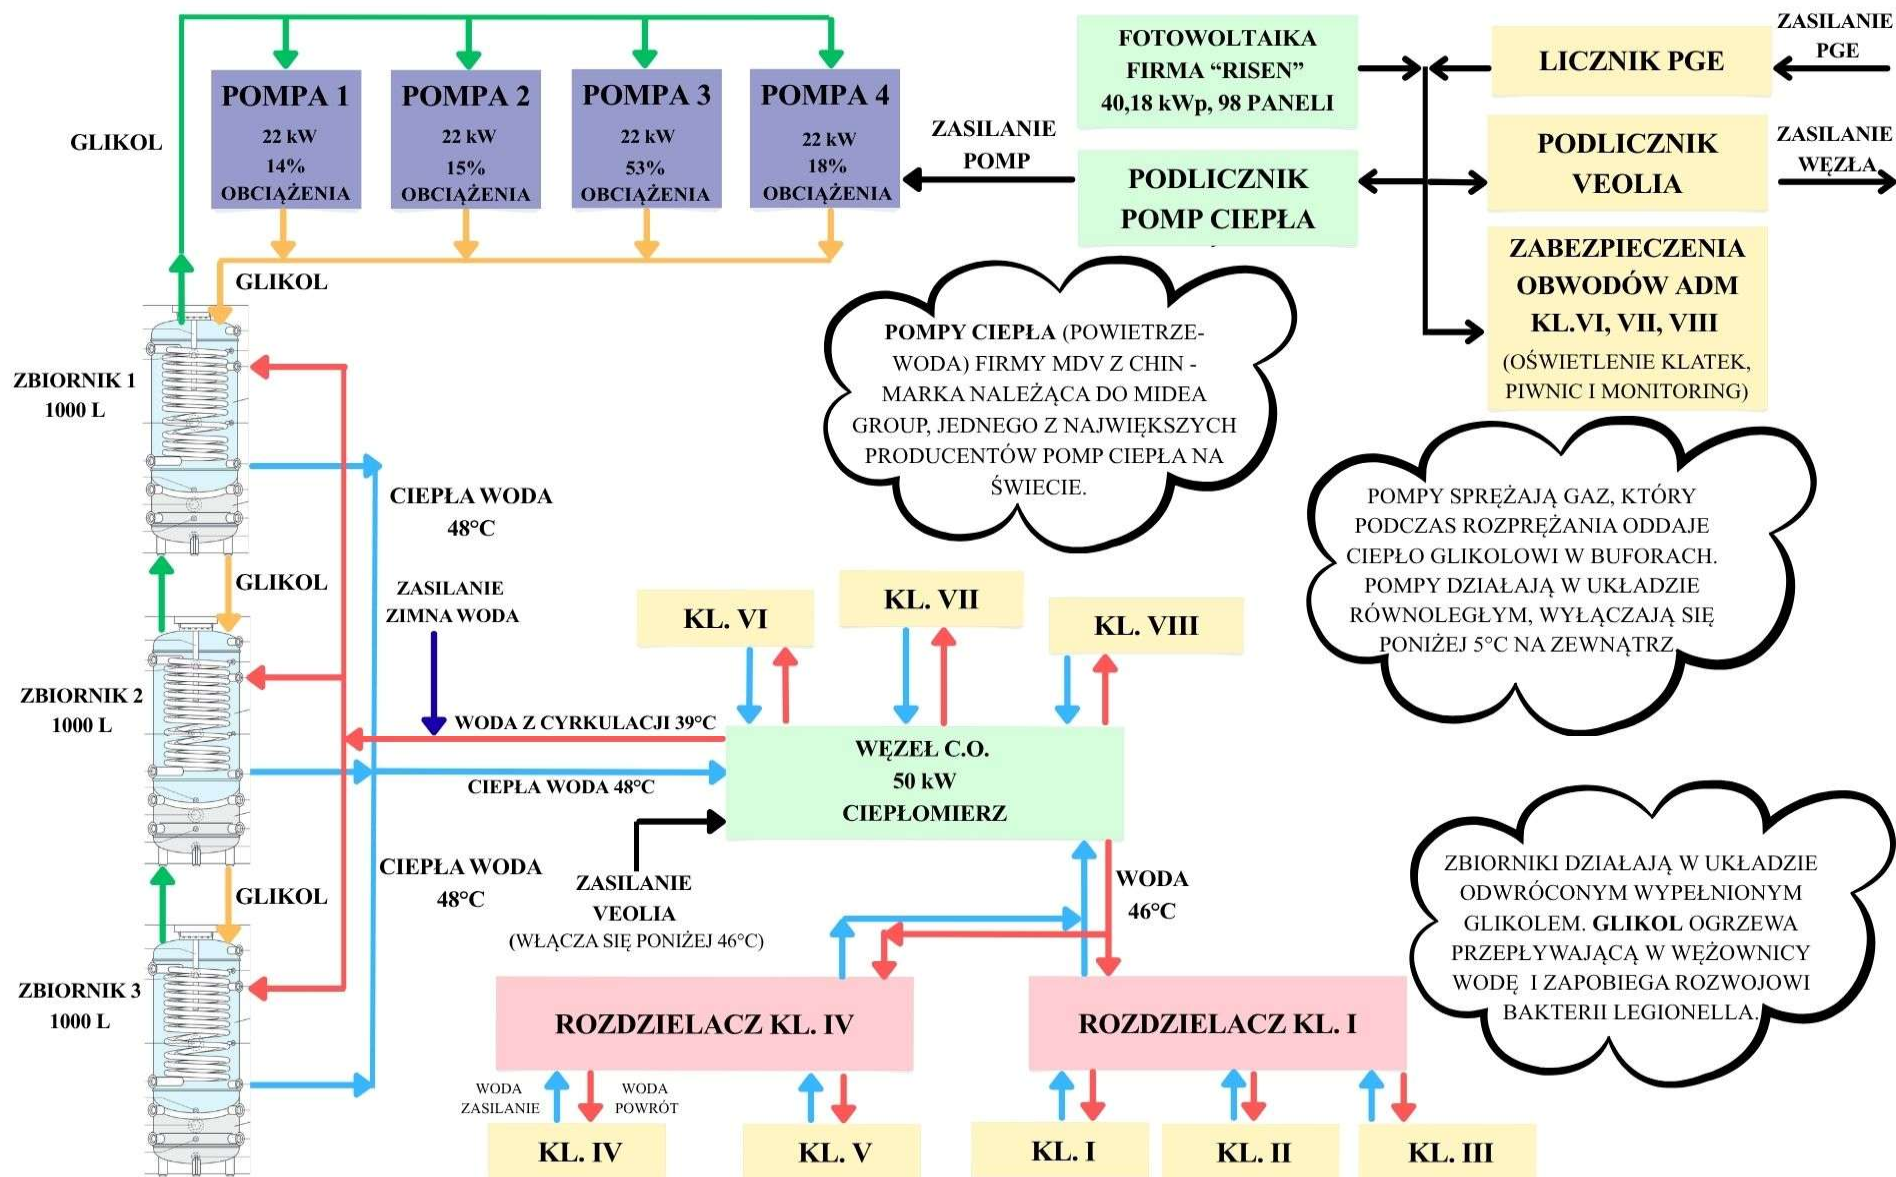 POMPA 1
22 kW
14%
OBCIĄŻENIA
POMPA 2
22 kW
15%
OBCIĄŻENIA
POMPA 3
22 kW
53%
OBCIĄŻENIA
POMPA 4
22 kW
18%
OBCIĄŻENIA
GLIKOL
ZASILANIE
POMP
FOTOWOLTAIKA
FIRMA “RISEN”
40,18 kWp, 98 PANELI
PODLICZNIK
POMP CIEPŁA
LICZNIK PGE
ZASILANIE
PGE
PODLICZNIK
VEOLIA
ZASILANIE
WĘZŁA
ZABEZPIECZENIA
OBWODÓW ADM
KL.VI, VII, VIII
(OŚWIETLENIE KLATEK,
PIWNIC I MONITORING)
GLIKOL
ZBIORNIK 1
1000 L
CIEPŁA WODA
48°C
GLIKOL
ZBIORNIK 2
1000 L
ZASILANIE
ZIMNA WODA
WODA Z CYRKULACJI 39°C
CIEPŁA WODA 48°C
CIEPŁA WODA
48°C
GLIKOL
ZBIORNIK 3
1000 L
POMPY CIEPŁA (POWIETRZE-
WODA) FIRMY MDV Z CHIN -
MARKA NALEŻĄCA DO MIDEA
GROUP, JEDNEGO Z NAJWIĘKSZYCH
PRODUCENTÓW POMP CIEPŁA NA
ŚWIECIE.
POMPY SPRĘŻAJĄ GAZ, KTÓRY
PODCZAS ROZPRĘŻANIA ODDAJE
CIEPŁO GLIKOLOWI W BUFORACH.
POMPY DZIAŁAJĄ W UKŁADZIE
RÓWNOLEGŁYM, WYŁĄCZAJĄ SIĘ
PONIŻEJ 5°C NA ZEWNĄTRZ.
KL. VI
KL. VII
KL. VIII
WĘZEŁ C.O.
50 kW
CIEPŁOMIERZ
ZASILANIE
VEOLIA
(WŁĄCZA SIĘ PONIŻEJ 46°C)
WODA
46°C
ZBIORNIKI DZIAŁAJĄ W UKŁADZIE
ODWRÓCONYM WYPEŁNIONYM
GLIKOLEM. GLIKOL OGRZEWA
PRZEPŁYWAJĄCĄ W WĘŻOWNICY
WODĘ I ZAPOBIEGA ROZWOJOWI
BAKTERII LEGIONELLA.
ROZDZIELACZ KL. IV
ROZDZIELACZ KL. I
WODA
ZASILANIE
WODA
POWRÓT
KL. IV
KL. V
KL. I
KL. II
KL. III